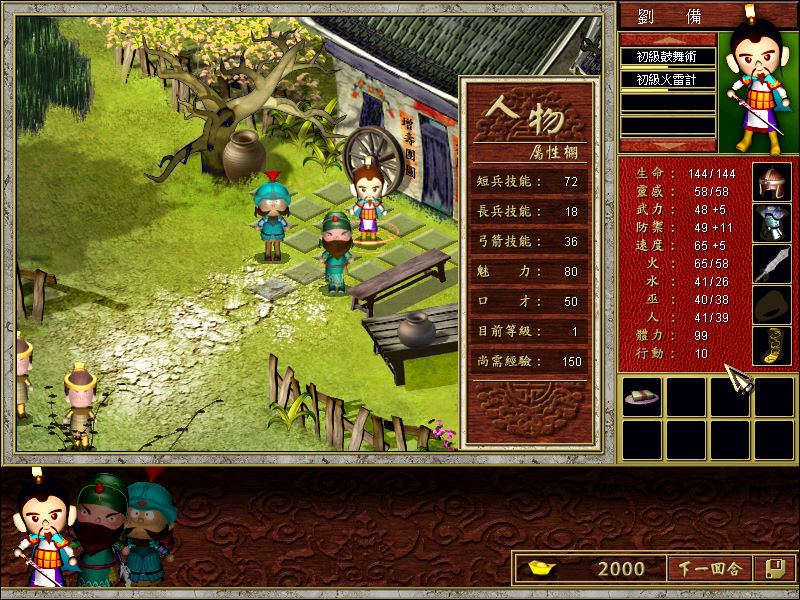 增壽團圓
人物
屬性欄
短兵技能： 72
長兵技能： 18
弓箭技能： 36
魅 力： 80
口 才： 50
目前等級： 1
尚需經驗： 150
劉 備
初級鼓舞術
初級火雷計
生命： 144/144
靈感： 58/58
武力： 48 +5
防禦： 49 +11
速度： 65 +5
火： 65/58
水： 41/26
巫： 40/38
人： 41/39
體力： 99
行動： 10
2000
下一回合